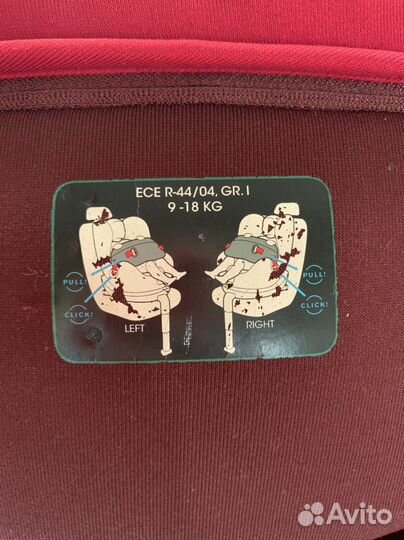 ECE R-44/04, GR. I
9 -18 KG
PULL!
PULL!
CLICK!
CLICK!
LEFT
RIGHT
Avito